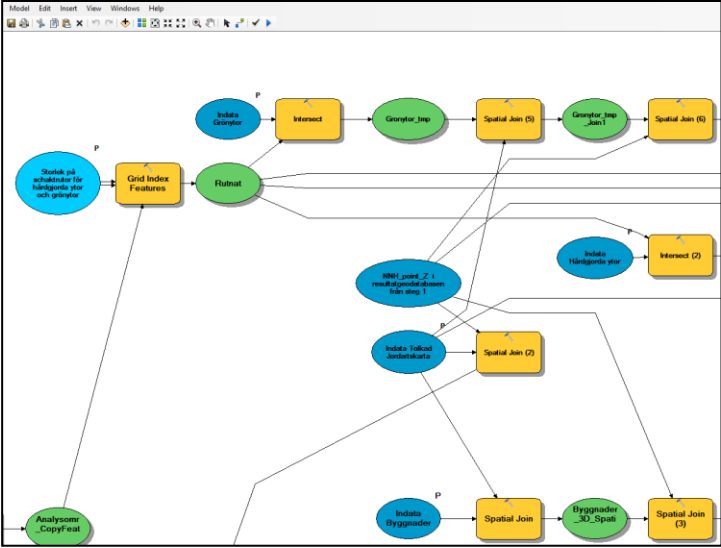 Model Edit Insert View Windows Help
P
Indata
Grönytor
Intersect
Gronytor_tmp
Spatial Join (5)
Gronytor_tmp
_Join1
Spatial Join (6)
P
Storlek på
schaktrutor för
hårdgjorda ytor
och grönytor
Grid Index
Features
Rutnat
P
Indata
Hårdgjorda ytor
Intersect (2)
NNH_point_Z i
resultatgeodatabasen
från steg 1
P
Indata Tolkad
Jordartskarta
Spatial Join (2)
Analysomr
_CopyFeat
P
Indata
Byggnader
Spatial Join
Byggnader
_3D_Spati
Spatial Join
(3)